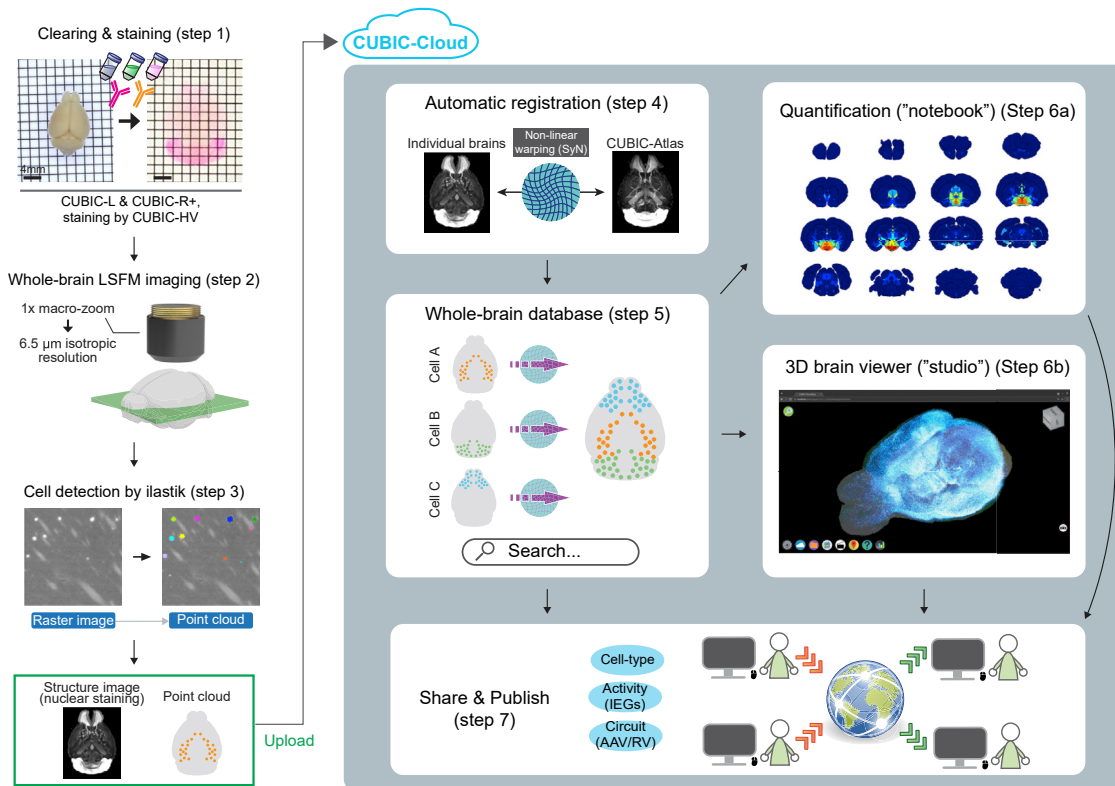 Clearing & staining (step 1)
4mm
CUBIC-L & CUBIC-R+,
staining by CUBIC-HV
Whole-brain LSFM imaging (step 2)
1x macro-zoom
6.5 µm isotropic
resolution
Cell detection by ilastik (step 3)
Raster image
Point cloud
Structure image
(nuclear staining)
Point cloud
Upload
CUBIC-Cloud
Automatic registration (step 4)
Individual brains
Non-linear
warping (SyN)
CUBIC-Atlas
Whole-brain database (step 5)
Cell A
Cell B
Cell C
Search...
Quantification ("notebook") (Step 6a)
3D brain viewer ("studio") (Step 6b)
Share & Publish
(step 7)
Cell-type
Activity
(IEGs)
Circuit
(AAV/RV)